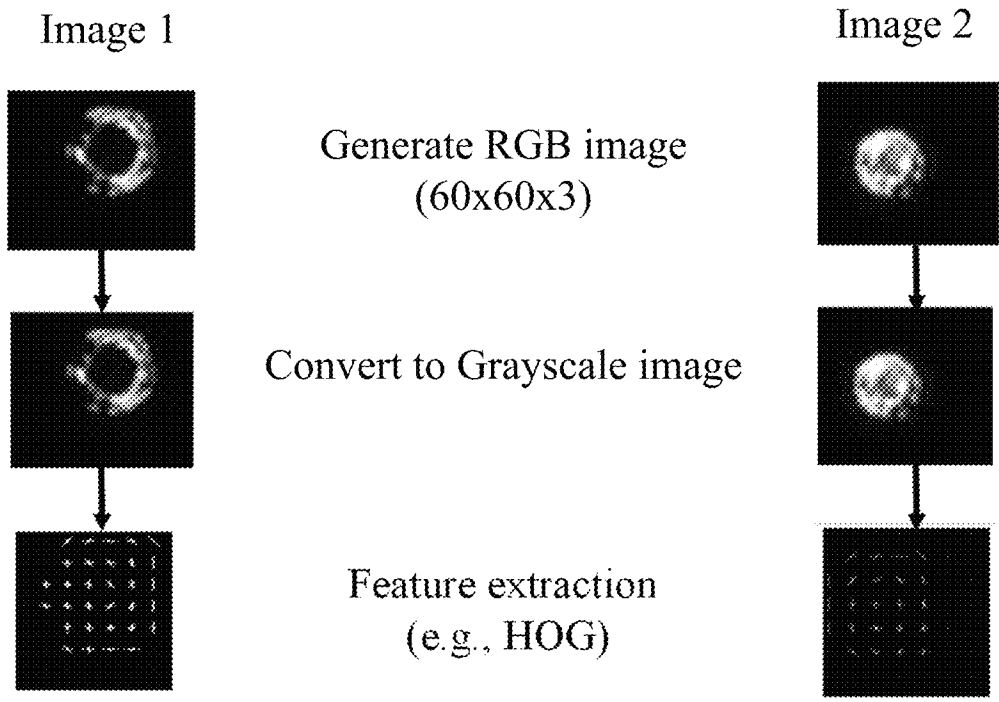 Image 1
Image 2
Generate RGB image
(60x60x3)
Convert to Grayscale image
Feature extraction
(e.g., HOG)